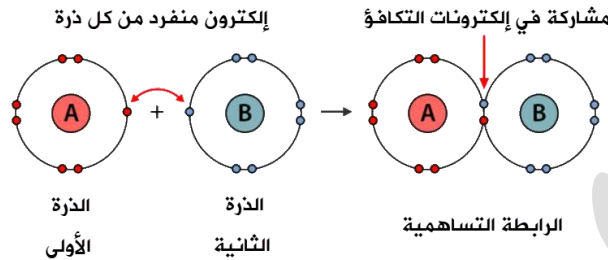 إلكترون منفرد من كل ذرة
مشاركة في إلكترونات التكافؤ
A
+
B
A
B
الذرة
الأولى
الذرة
الثانية
الرابطة التساهمية